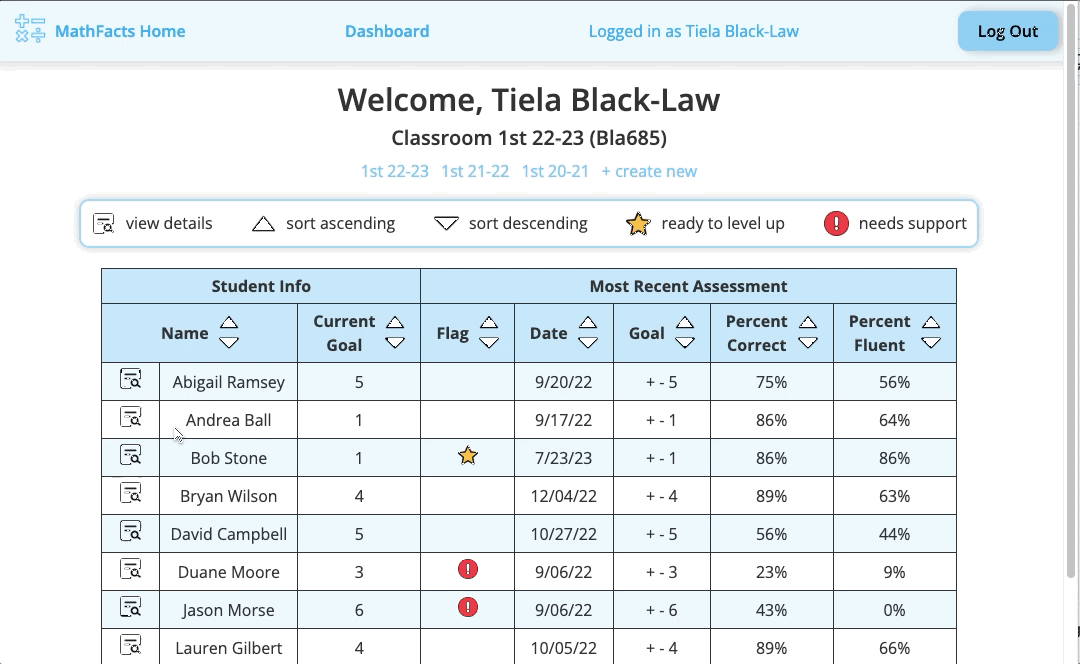 MathFacts Home Dashboard Logged in as Tiela Black-Law Log Out
Welcome, Tiela Black-Law
Classroom 1st 22-23 (Bla685)
1st 22-23 1st 21-22 1st 20-21 + create new
view details sort ascending sort descending ready to level up needs support
Student Info Most Recent Assessment
Name Current Goal Flag Date Goal Percent Correct Percent Fluent
Abigail Ramsey 5 9/20/22 + - 5 75% 56%
Andrea Ball 1 9/17/22 + - 1 86% 64%
Bob Stone 1 7/23/23 + - 1 86% 86%
Bryan Wilson 4 12/04/22 + - 4 89% 63%
David Campbell 5 10/27/22 + - 5 56% 44%
Duane Moore 3 9/06/22 + - 3 23% 9%
Jason Morse 6 9/06/22 + - 6 43% 0%
Lauren Gilbert 4 10/05/22 + - 4 89% 66%